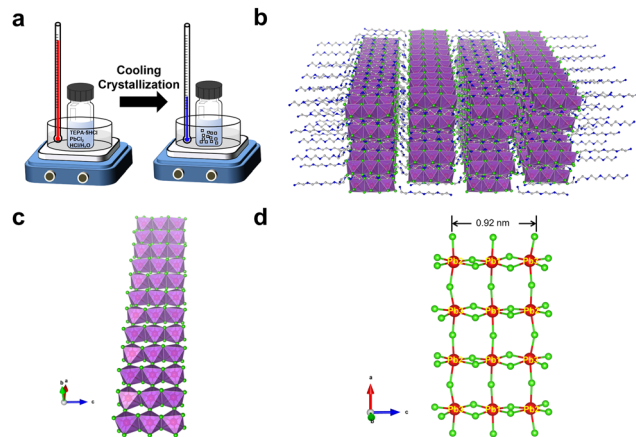 a
Cooling
Crystallization
TEPA·5HCl
PbCl₂
HCl/H₂O
b
c
b
a
c
d
0.92 nm
Pb Pb Pb
Pb Pb Pb
Pb Pb Pb
Pb Pb Pb
a
b
c